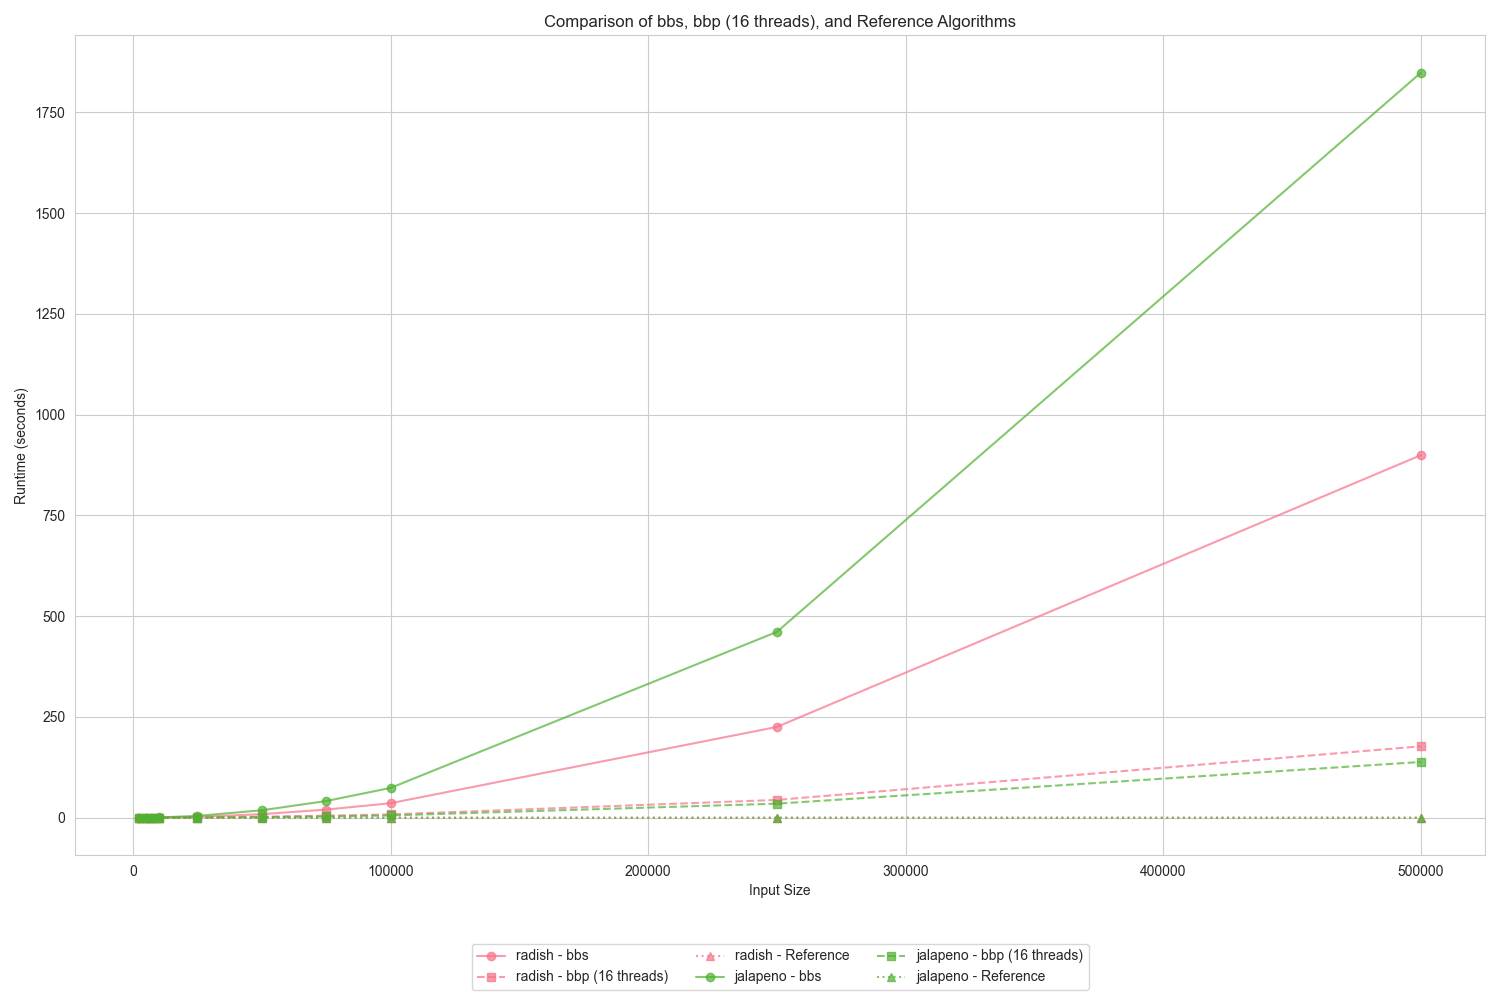 Comparison of bbs, bbp (16 threads), and Reference Algorithms
Runtime (seconds)
1750
1500
1250
1000
750
500
250
0
0 100000 200000 300000 400000 500000
Input Size
radish - bbs radish - Reference jalapeno - bbp (16 threads)
radish - bbp (16 threads) jalapeno - bbs jalapeno - Reference